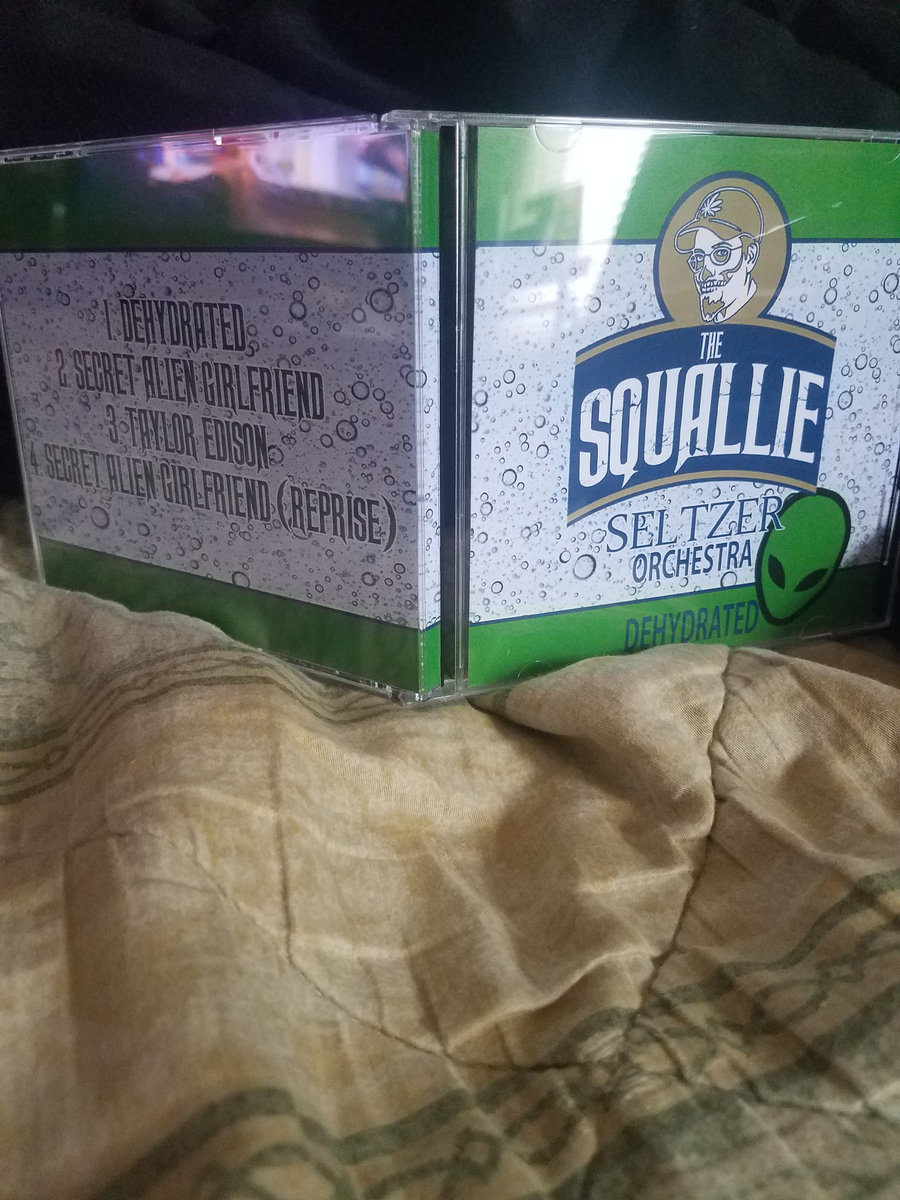 1. DEHYDRATED
2. SECRET ALIEN GIRLFRIEND
3. TAYLOR EDISON
4. SECRET ALIEN GIRLFRIEND (REPRISE)
THE
SQUALLIE
SELTZER
ORCHESTRA
DEHYDRATED